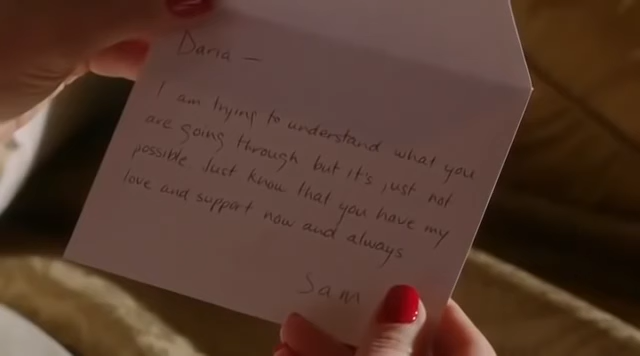 Daria —
I am trying to understand what you
are going through but it's just not
possible. Just know that you have my
love and support now and always
Sam